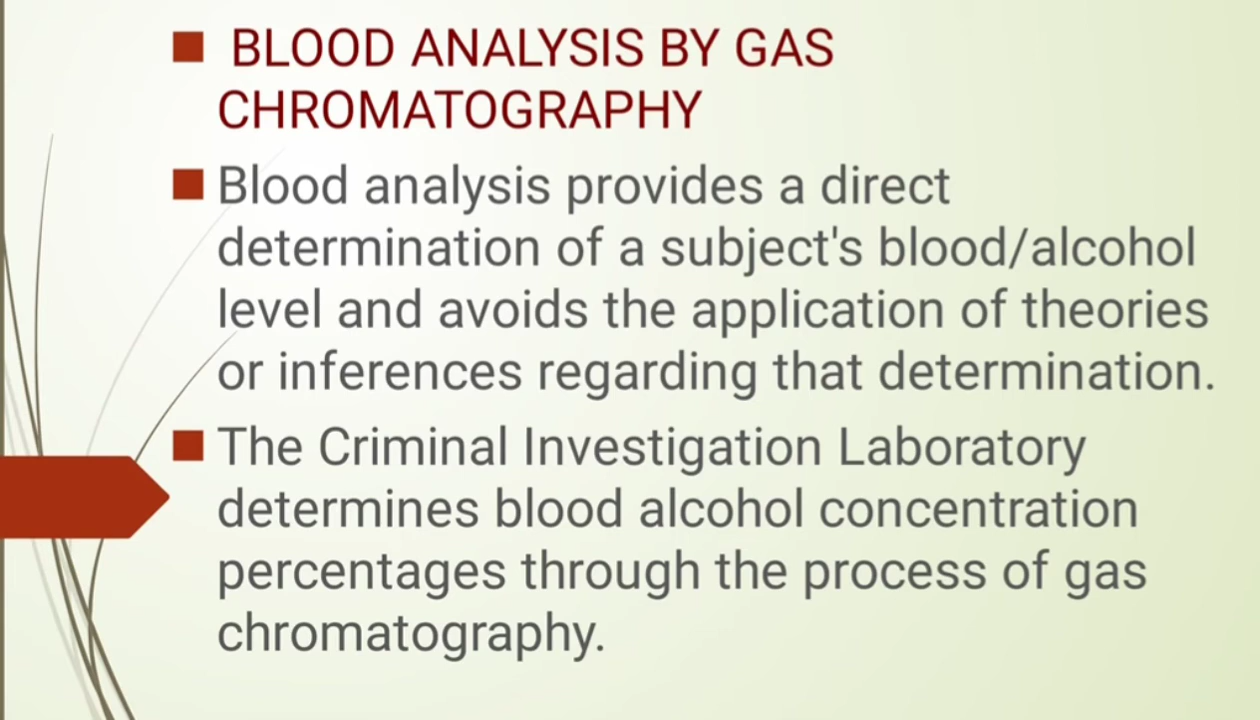 BLOOD ANALYSIS BY GAS
CHROMATOGRAPHY
Blood analysis provides a direct
determination of a subject's blood/alcohol
level and avoids the application of theories
or inferences regarding that determination.
The Criminal Investigation Laboratory
determines blood alcohol concentration
percentages through the process of gas
chromatography.